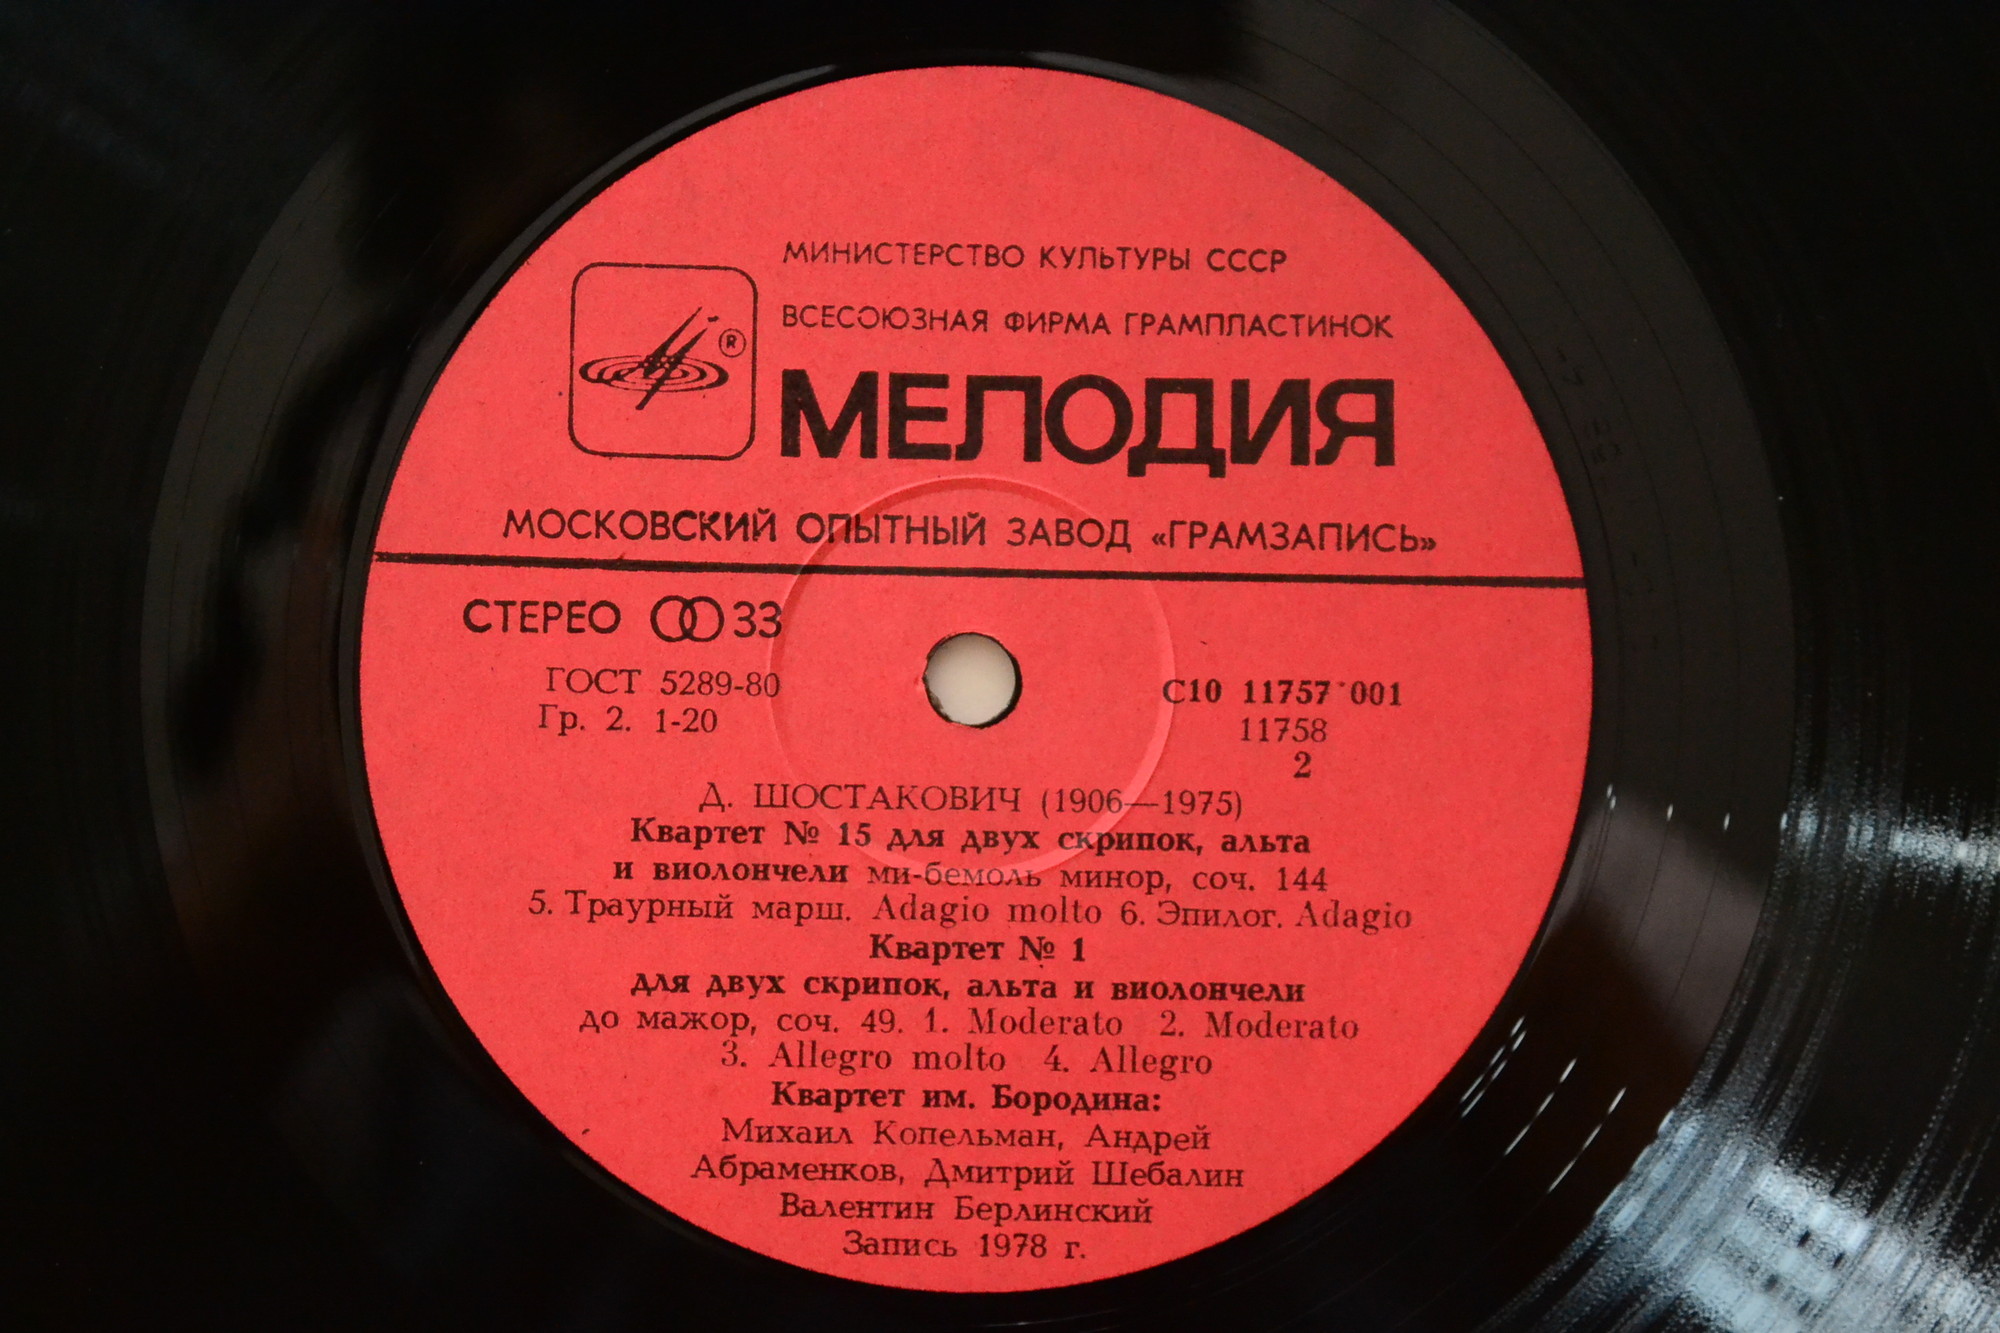 МИНИСТЕРСТВО КУЛЬТУРЫ СССР
ВСЕСОЮЗНАЯ ФИРМА ГРАМПЛАСТИНОК
®
МЕЛОДИЯ
МОСКОВСКИЙ ОПЫТНЫЙ ЗАВОД «ГРАМЗАПИСЬ»
СТЕРЕО 33
ГОСТ 5289-80
Гр. 2. 1-20
С10 11757 001
11758
2
Д. ШОСТАКОВИЧ (1906—1975)
Квартет № 15 для двух скрипок, альта
и виолончели ми-бемоль минор, соч. 144
5. Траурный марш. Adagio molto 6. Эпилог. Adagio
Квартет № 1
для двух скрипок, альта и виолончели
до мажор, соч. 49. 1. Moderato 2. Moderato
3. Allegro molto 4. Allegro
Квартет им. Бородина:
Михаил Копельман, Андрей
Абраменков, Дмитрий Шебалин
Валентин Берлинский
Запись 1978 г.